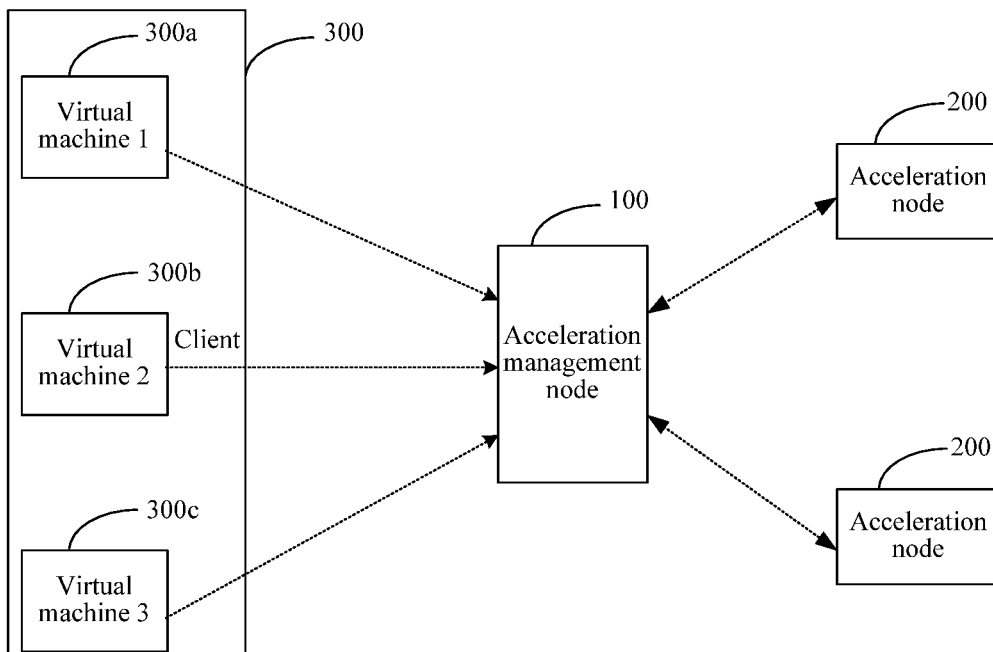 300a
300
Virtual
machine 1
200
Acceleration
node
100
300b
Virtual
machine 2
Client
Acceleration
management
node
200
Acceleration
node
300c
Virtual
machine 3